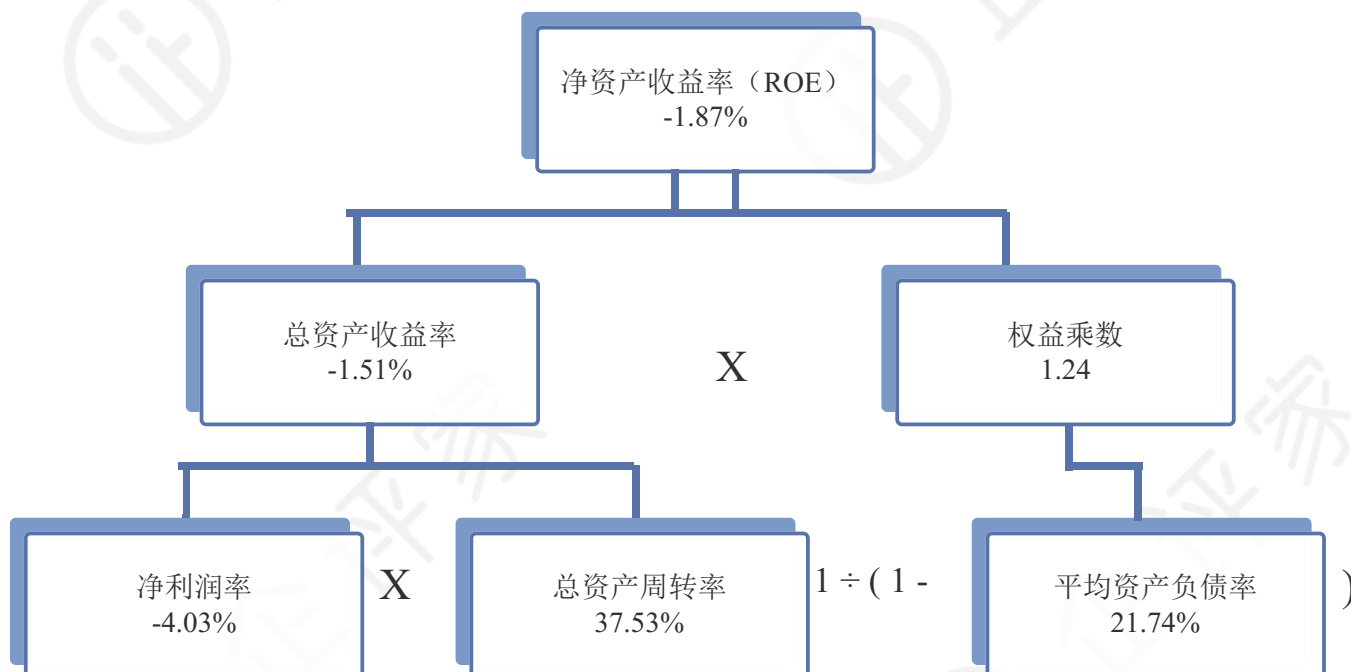 净资产收益率（ROE）
-1.87%
总资产收益率
-1.51%
X
权益乘数
1.24
净利润率
-4.03%
X
总资产周转率
37.53%
1 ÷ ( 1 -
平均资产负债率
21.74%
)